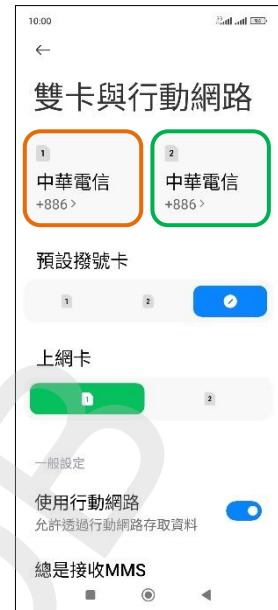 10:00
雙卡與行動網路
1
中華電信
+886 >
2
中華電信
+886 >
預設撥號卡
1
2
上網卡
1
2
一般設定
使用行動網路
允許透過行動網路存取資料
總是接收MMS